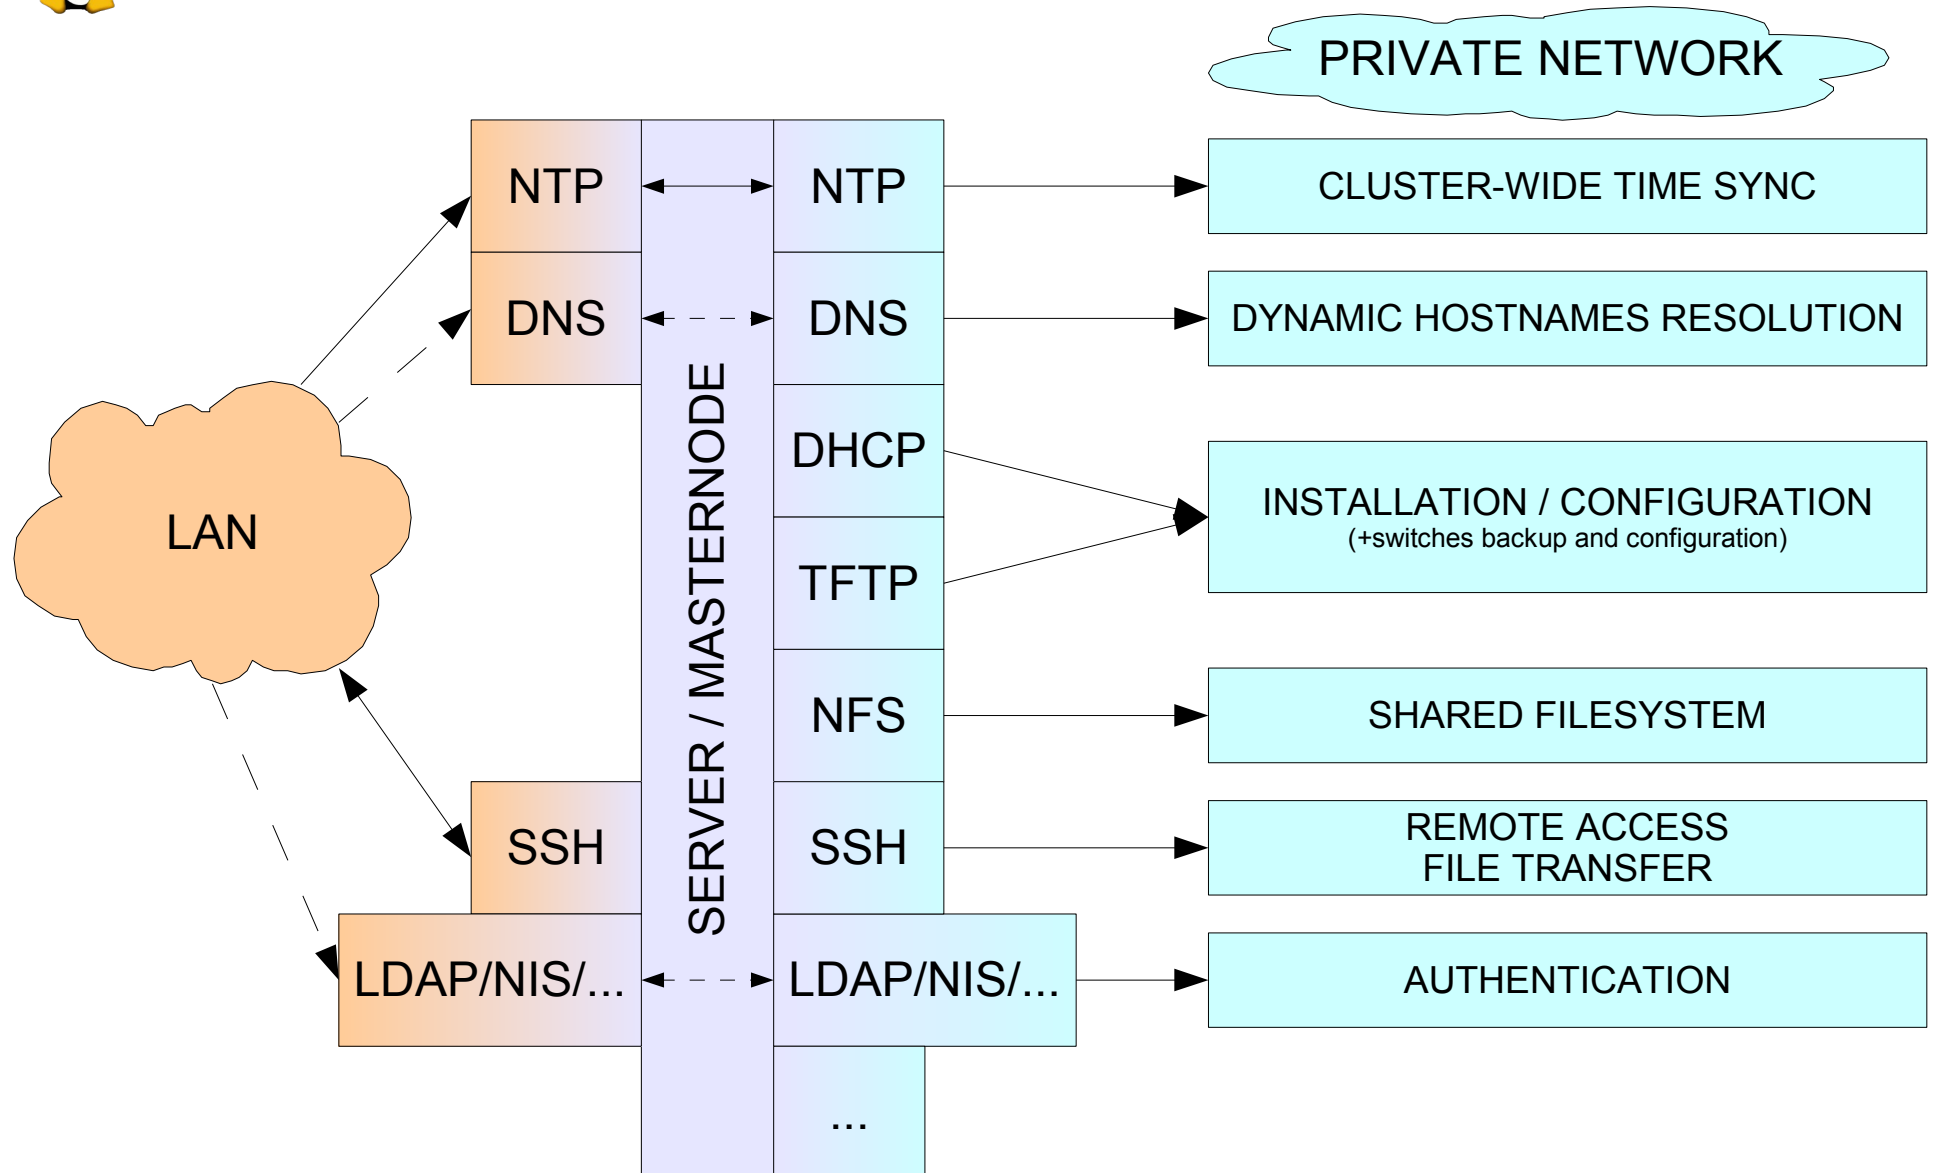 PRIVATE NETWORK
NTP
NTP
CLUSTER-WIDE TIME SYNC
DNS
DNS
DYNAMIC HOSTNAMES RESOLUTION
LAN
SERVER / MASTERNODE
DHCP
TFTP
INSTALLATION / CONFIGURATION
(+switches backup and configuration)
NFS
SHARED FILESYSTEM
SSH
SSH
REMOTE ACCESS
FILE TRANSFER
LDAP/NIS/...
LDAP/NIS/...
AUTHENTICATION
...